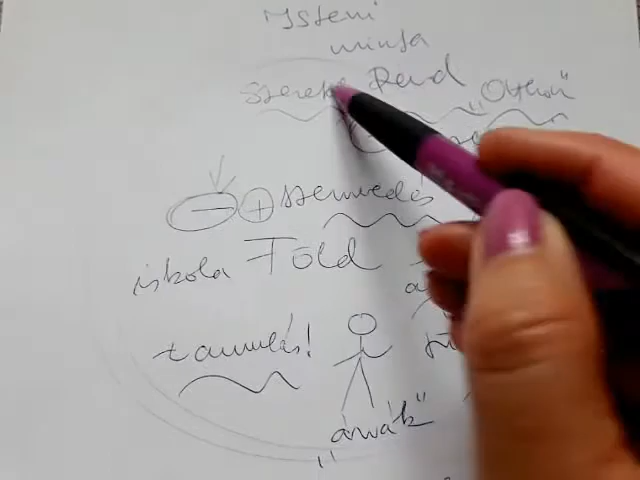 Isteni
minta
Rend „Otthon"
− + szenvedés
iskola Föld
tanulás!
„árvák"